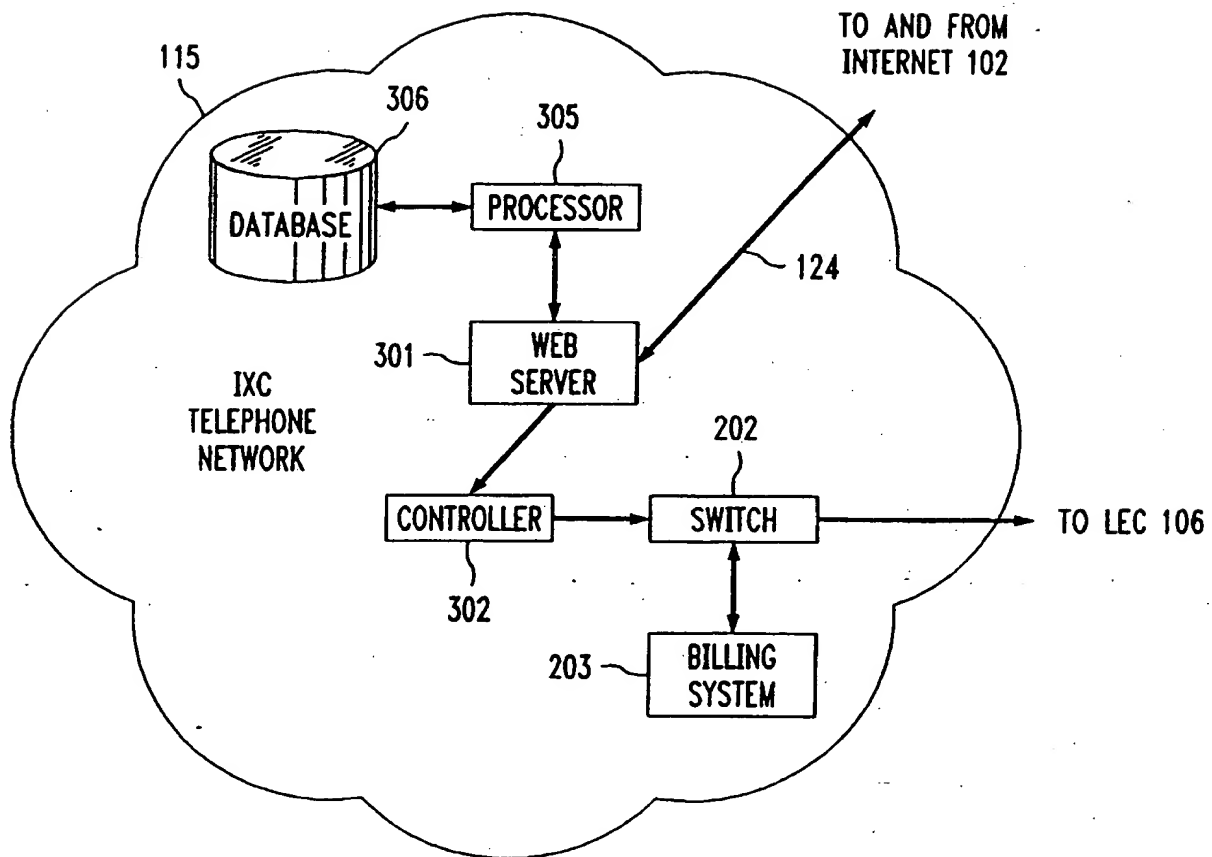 TO AND FROM
INTERNET 102
115
306
305
DATABASE
PROCESSOR
124
301
WEB
SERVER
IXC
TELEPHONE
NETWORK
202
CONTROLLER
SWITCH
TO LEC 106
302
203
BILLING
SYSTEM